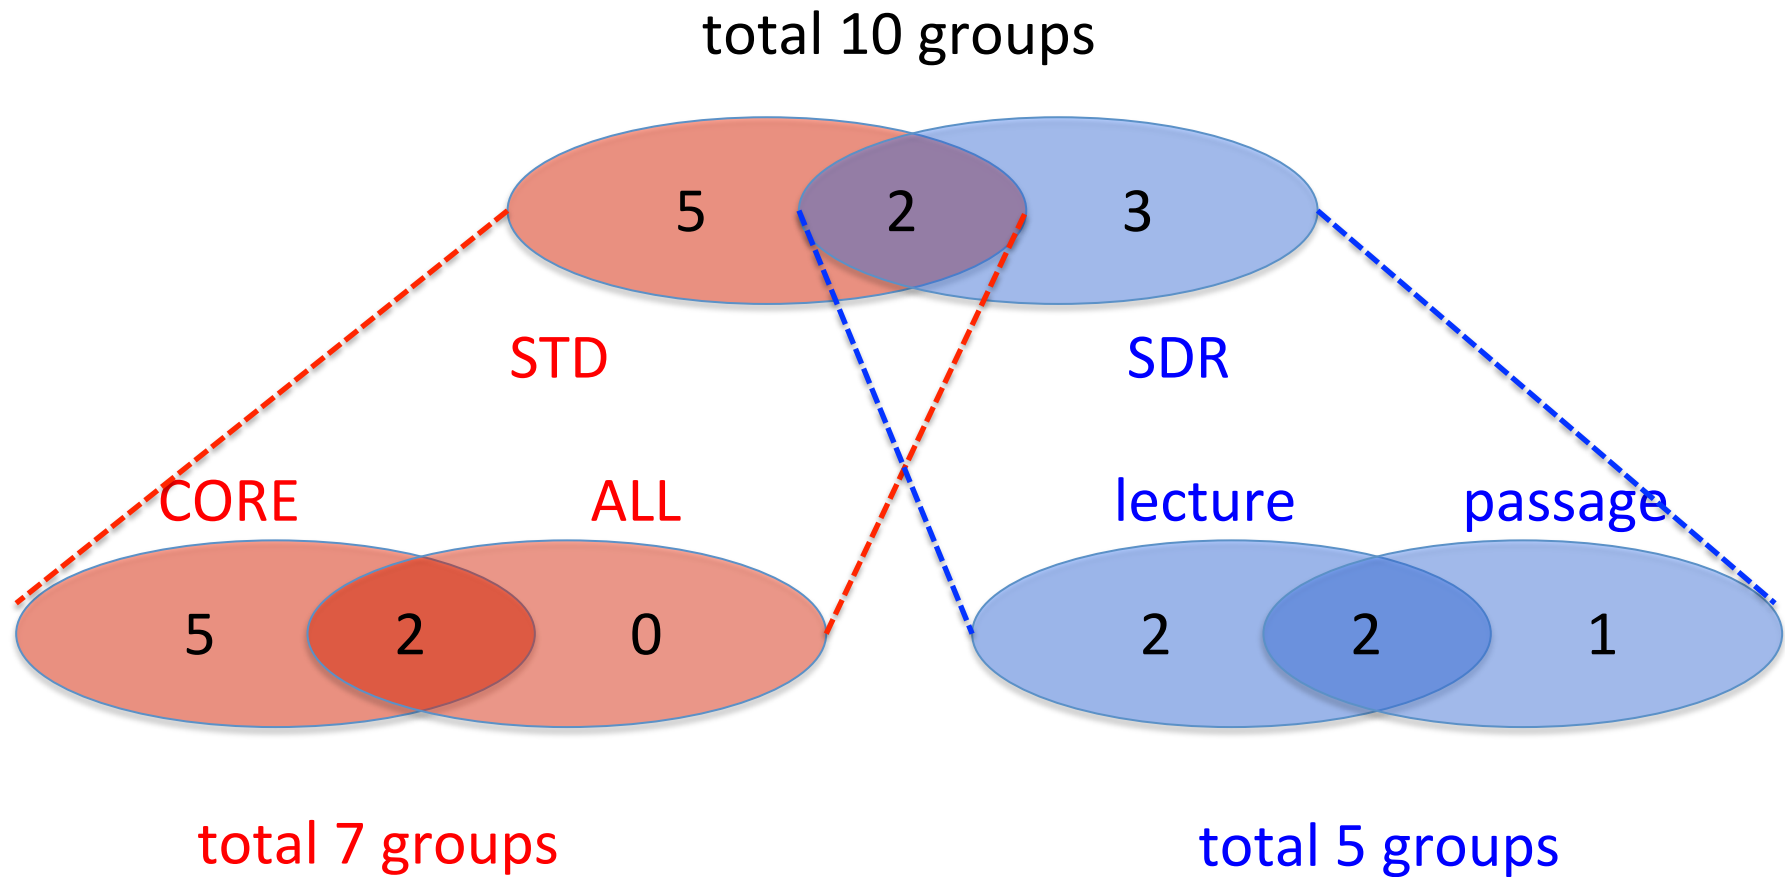 total 10 groups
5 2 3
STD SDR
CORE ALL lecture passage
5 2 0 2 2 1
total 7 groups total 5 groups